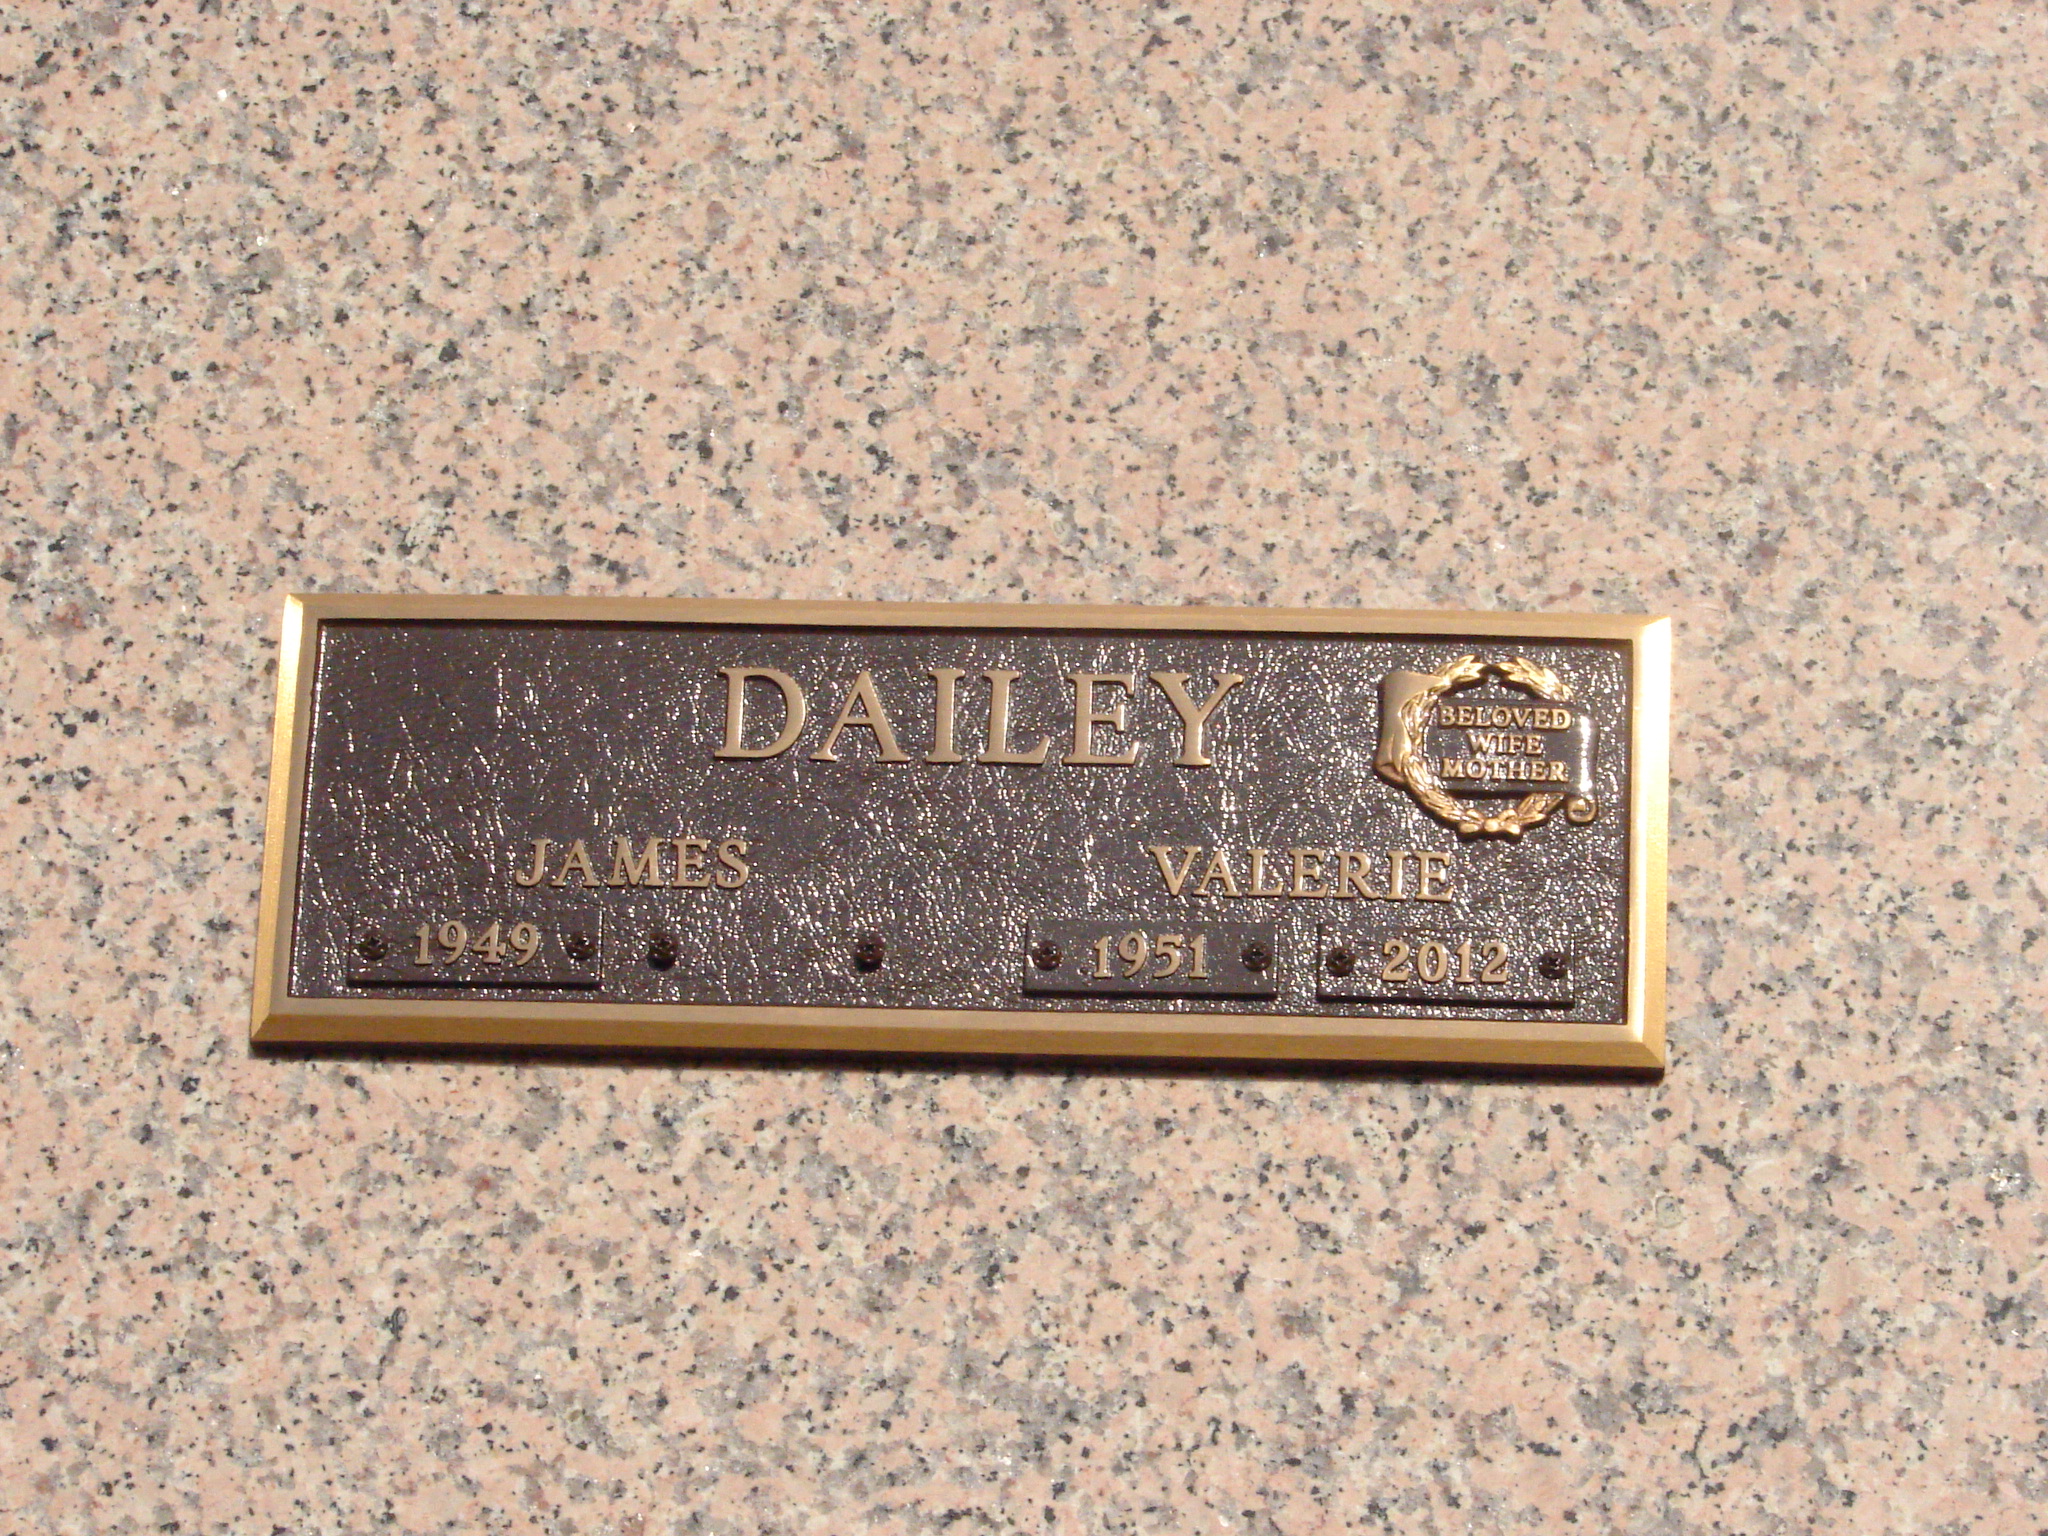 DAILEY
BELOVED
WIFE
MOTHER
JAMES
VALERIE
1949
1951
2012